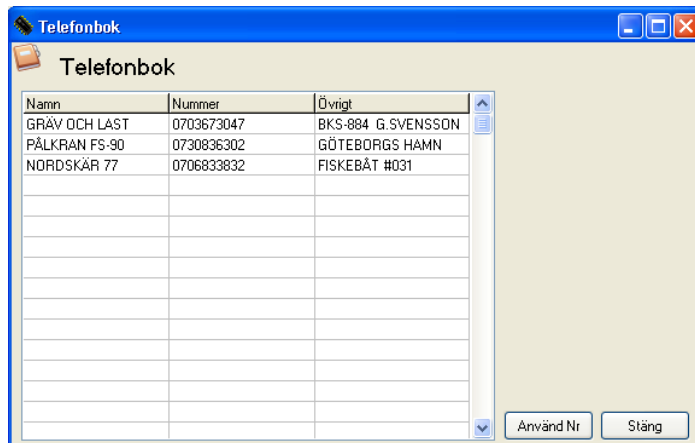 Telefonbok
Telefonbok
Namn Nummer Övrigt
GRÄV OCH LAST 0703673047 BKS-884 G.SVENSSON
PÅLKRAN FS-90 0730836302 GÖTEBORGS HAMN
NORDSKÄR 77 0706833832 FISKEBÅT #031
Använd Nr Stäng